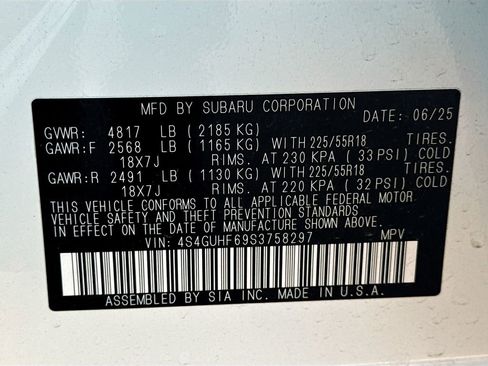 MFD BY SUBARU CORPORATION DATE: 06/25
GVWR: 4817 LB (2185 KG)
GAWR:F 2568 LB (1165 KG) WITH 225/55R18 TIRES.
18X7J RIMS. AT 230 KPA (33 PSI) COLD
GAWR:R 2491 LB (1130 KG) WITH 225/55R18 TIRES.
18X7J RIMS. AT 220 KPA (32 PSI) COLD
THIS VEHICLE CONFORMS TO ALL APPLICABLE FEDERAL MOTOR
VEHICLE SAFETY AND THEFT PREVENTION STANDARDS
IN EFFECT ON THE DATE OF MANUFACTURE SHOWN ABOVE.
VIN: 4S4GUHF69S3758297 MPV
ASSEMBLED BY SIA INC. MADE IN U.S.A.